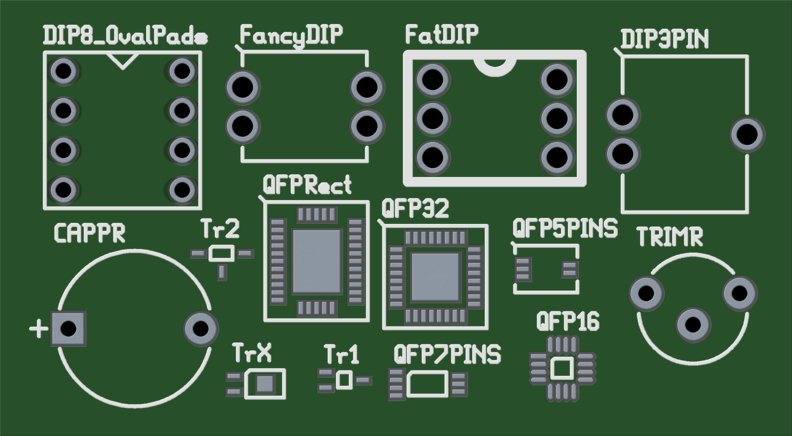 DIP8_OvalPads
FancyDIP
FatDIP
DIP3PIN
QFPRect
QFP32
CAPPR
Tr2
QFP5PINS
TRIMR
+
QFP16
TrX
Tr1
QFP7PINS